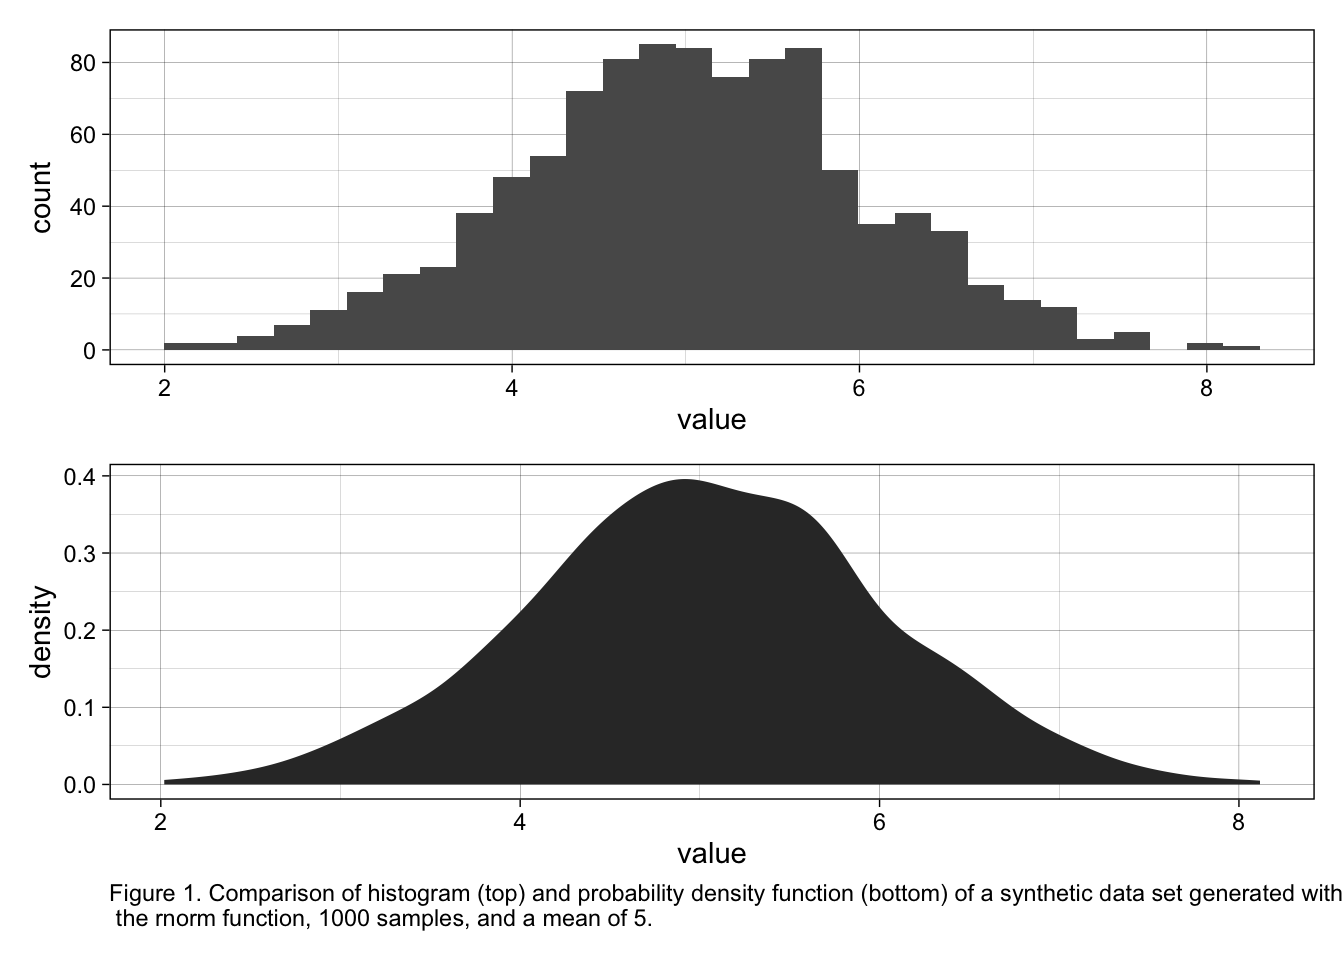 80
60
40
20
0
count
2 4 6 8
value
0.4
0.3
0.2
0.1
0.0
density
2 4 6 8
value
Figure 1. Comparison of histogram (top) and probability density function (bottom) of a synthetic data set generated with
the rnorm function, 1000 samples, and a mean of 5.